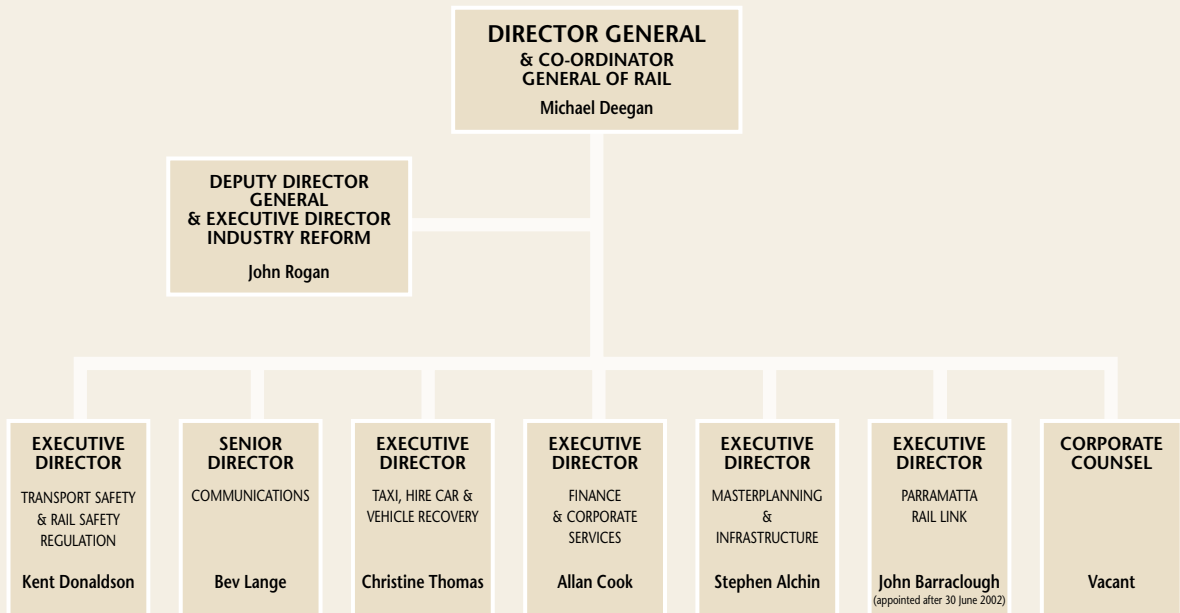 DIRECTOR GENERAL
& CO-ORDINATOR
GENERAL OF RAIL
Michael Deegan
DEPUTY DIRECTOR
GENERAL
& EXECUTIVE DIRECTOR
INDUSTRY REFORM
John Rogan
EXECUTIVE
DIRECTOR
TRANSPORT SAFETY
& RAIL SAFETY
REGULATION
Kent Donaldson
SENIOR
DIRECTOR
COMMUNICATIONS
Bev Lange
EXECUTIVE
DIRECTOR
TAXI, HIRE CAR &
VEHICLE RECOVERY
Christine Thomas
EXECUTIVE
DIRECTOR
FINANCE
& CORPORATE
SERVICES
Allan Cook
EXECUTIVE
DIRECTOR
MASTERPLANNING
&
INFRASTRUCTURE
Stephen Alchin
EXECUTIVE
DIRECTOR
PARRAMATTA
RAIL LINK
John Barraclough
(appointed after 30 June 2002)
CORPORATE
COUNSEL
Vacant